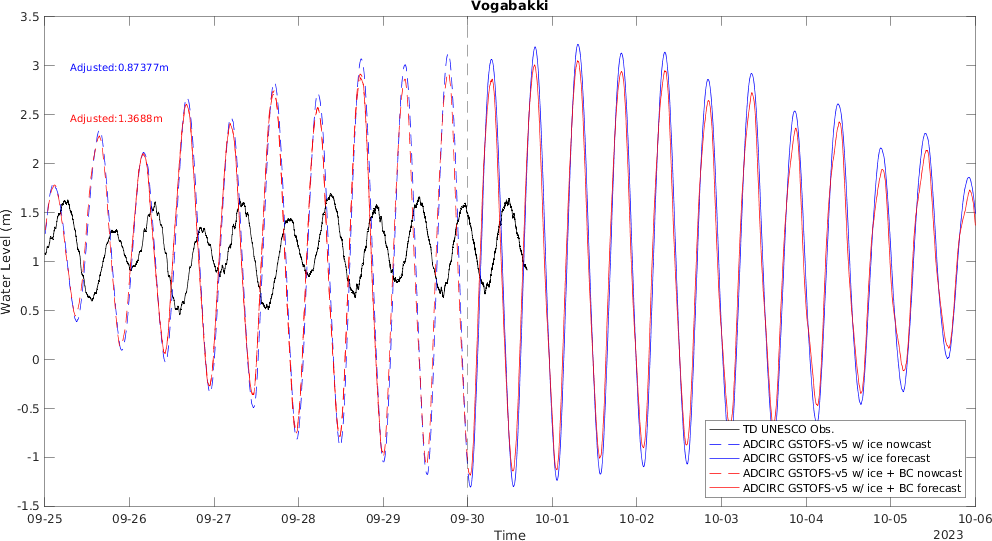 Vogabakki
3.5
3
2.5
2
1.5
1
0.5
0
-0.5
-1
-1.5
Water Level (m)
Adjusted:0.87377m
Adjusted:1.3688m
TD UNESCO Obs.
ADCIRC GSTOFS-v5 w/ ice nowcast
ADCIRC GSTOFS-v5 w/ ice forecast
ADCIRC GSTOFS-v5 w/ ice + BC nowcast
ADCIRC GSTOFS-v5 w/ ice + BC forecast
09-25 09-26 09-27 09-28 09-29 09-30 10-01 10-02 10-03 10-04 10-05 10-06
Time
2023